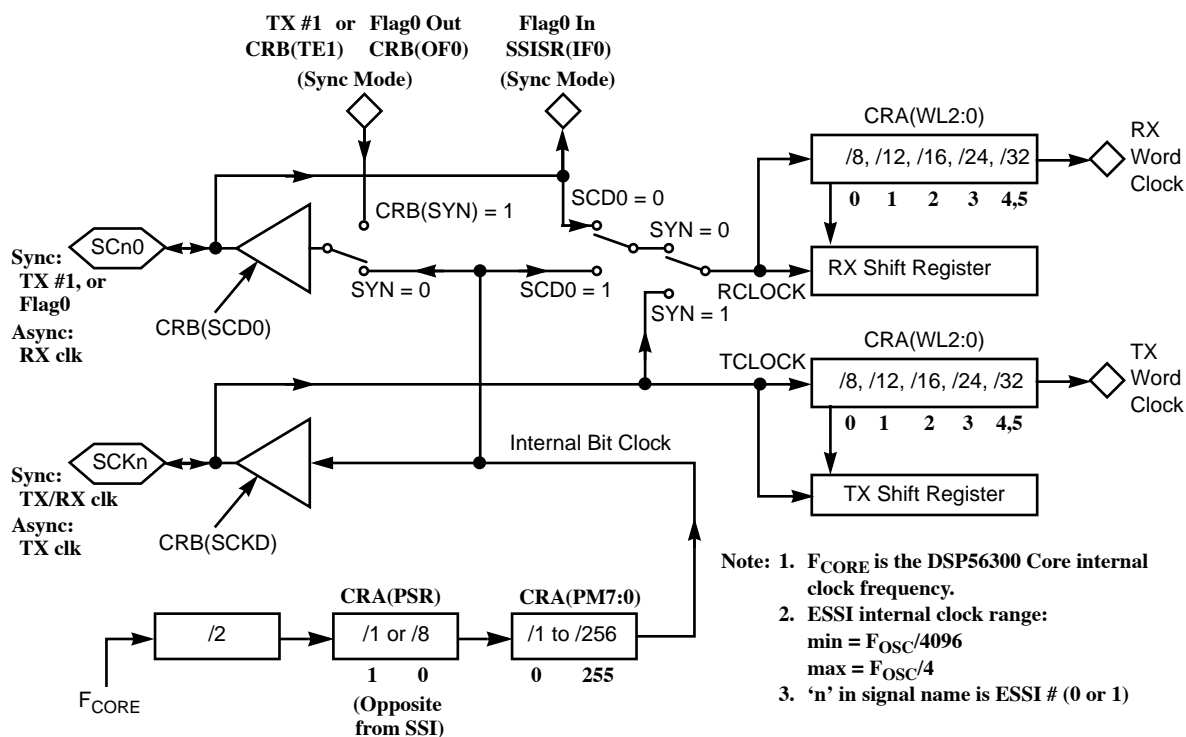 TX #1 or Flag0 Out
CRB(TE1) CRB(OF0)
(Sync Mode)
Flag0 In
SSISR(IF0)
(Sync Mode)
CRA(WL2:0)
/8, /12, /16, /24, /32
0 1 2 3 4,5
RX
Word
Clock
SCD0 = 0
CRB(SYN) = 1
SYN = 0
SCn0
Sync:
TX #1, or
Flag0
Async:
RX clk
SYN = 0
SCD0 = 1
RCLOCK
RX Shift Register
SYN = 1
CRB(SCD0)
CRA(WL2:0)
TCLOCK
/8, /12, /16, /24, /32
0 1 2 3 4,5
TX
Word
Clock
Internal Bit Clock
SCKn
Sync:
TX/RX clk
Async:
TX clk
TX Shift Register
CRB(SCKD)
CRA(PSR)
CRA(PM7:0)
/2
/1 or /8
/1 to /256
1 0
0 255
(Opposite
from SSI)
FCORE
Note: 1. FCORE is the DSP56300 Core internal
clock frequency.
2. ESSI internal clock range:
min = FOSC/4096
max = FOSC/4
3. ‘n’ in signal name is ESSI # (0 or 1)